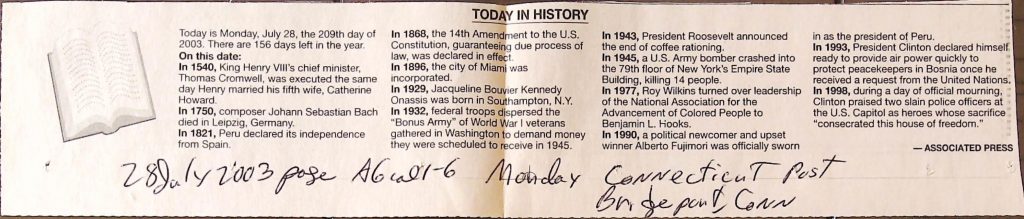 TODAY IN HISTORY
Today is Monday, July 28, the 209th day of
2003. There are 156 days left in the year.
On this date:
In 1540, King Henry VIII's chief minister,
Thomas Cromwell, was executed the same
day Henry married his fifth wife, Catherine
Howard.
In 1750, composer Johann Sebastian Bach
died in Leipzig, Germany.
In 1821, Peru declared its independence
from Spain.
In 1868, the 14th Amendment to the U.S.
Constitution, guaranteeing due process of
law, was declared in effect.
In 1896, the city of Miami was
incorporated.
In 1929, Jacqueline Bouvier Kennedy
Onassis was born in Southampton, N.Y.
In 1932, federal troops dispersed the
"Bonus Army" of World War I veterans
gathered in Washington to demand money
they were scheduled to receive in 1945.
In 1943, President Roosevelt announced
the end of coffee rationing.
In 1945, a U.S. Army bomber crashed into
the 79th floor of New York's Empire State
Building, killing 14 people.
In 1977, Roy Wilkins turned over leadership
of the National Association for the
Advancement of Colored People to
Benjamin L. Hooks.
In 1990, a political newcomer and upset
winner Alberto Fujimori was officially sworn
in as the president of Peru.
In 1993, President Clinton declared himself
ready to provide air power quickly to
protect peacekeepers in Bosnia once he
received a request from the United Nations.
In 1998, during a day of official mourning,
Clinton praised two slain police officers at
the U.S. Capitol as heroes whose sacrifice
"consecrated this house of freedom."
— ASSOCIATED PRESS
28 July 2003 page A6 col 1-6 Monday Connecticut Post
Bridgeport, Conn